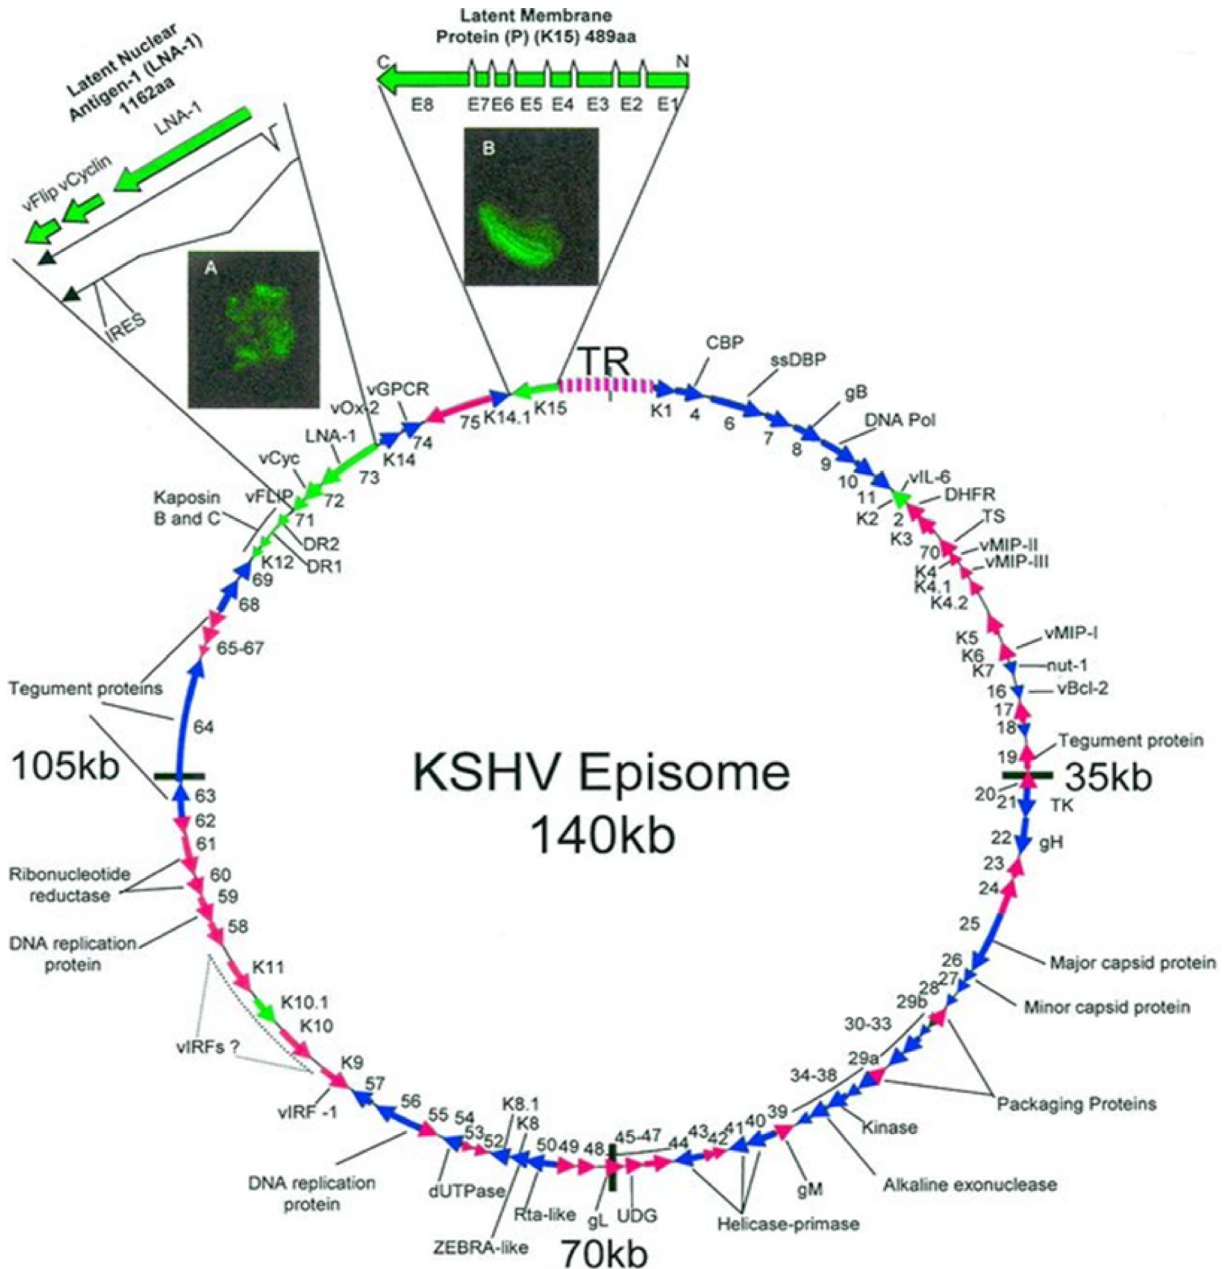 Latent Nuclear
Antigen-1 (LNA-1)
1162aa
LNA-1
vFlip vCyclin
IRES
A
Latent Membrane
Protein (P) (K15) 489aa
C
N
E8
E7
E6
E5
E4
E3
E2
E1
B
TR
K1
4
CBP
6
ssDBP
7
8
gB
9
DNA Pol
10
11
K2
vIL-6
2
DHFR
K3
70
TS
K4
vMIP-II
K4.1
vMIP-III
K4.2
K5
K6
vMIP-I
K7
nut-1
16
vBcl-2
17
18
19
Tegument protein
35kb
20
21
TK
22
gH
23
24
25
Major capsid protein
26
27
Minor capsid protein
28
29b
30-33
29a
Packaging Proteins
34-38
Kinase
Alkaline exonuclease
39
gM
40
41
Helicase-primase
42
43
44
45-47
UDG
gL
70kb
48
49
50
Rta-like
K8
ZEBRA-like
K8.1
52
53
54
dUTPase
55
56
DNA replication
protein
57
K9
vIRF -1
vIRFs ?
K10
K10.1
K11
58
DNA replication
protein
59
60
Ribonucleotide
reductase
61
62
63
105kb
64
Tegument proteins
65-67
68
69
K12
DR1
DR2
Kaposin
B and C
71
vFLIP
72
vCyc
73
LNA-1
K14
vOx-2
74
vGPCR
75
K14.1
K15
KSHV Episome
140kb